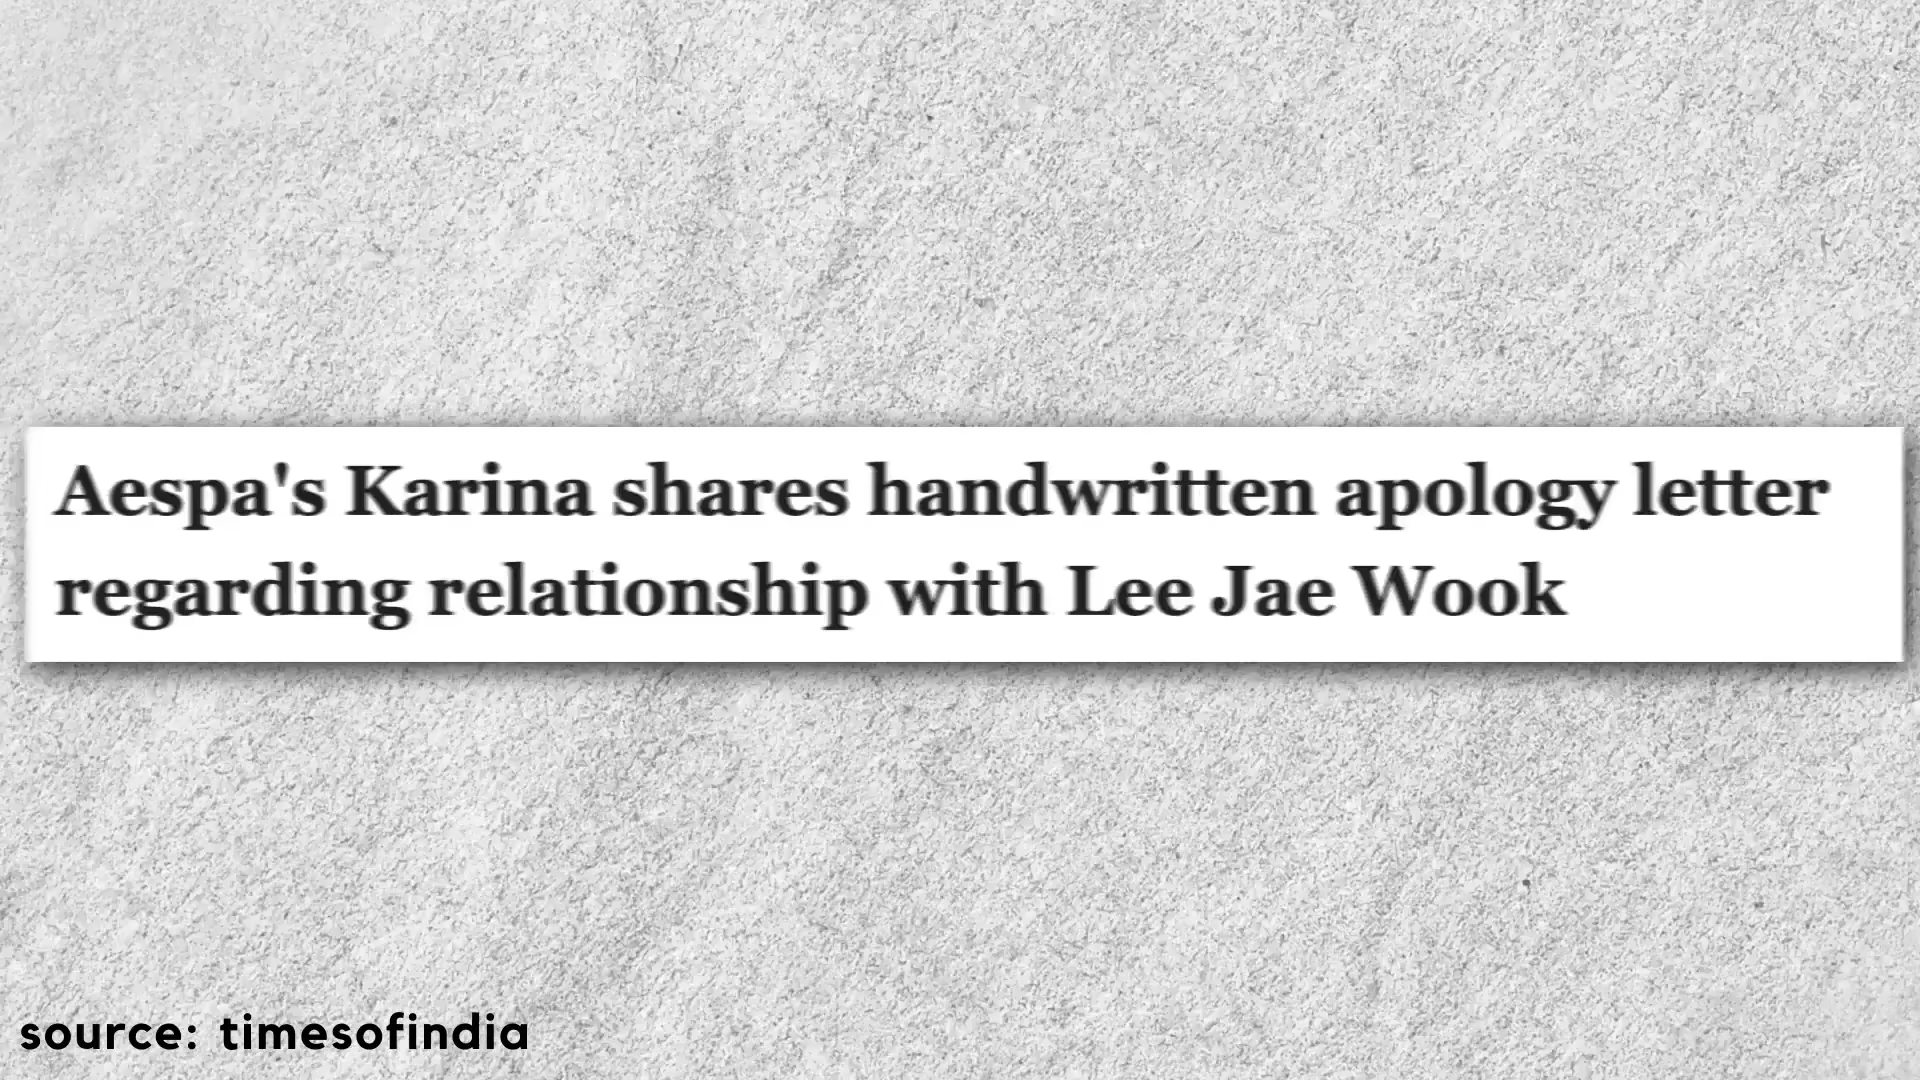 Aespa's Karina shares handwritten apology letter
regarding relationship with Lee Jae Wook
source: timesofindia